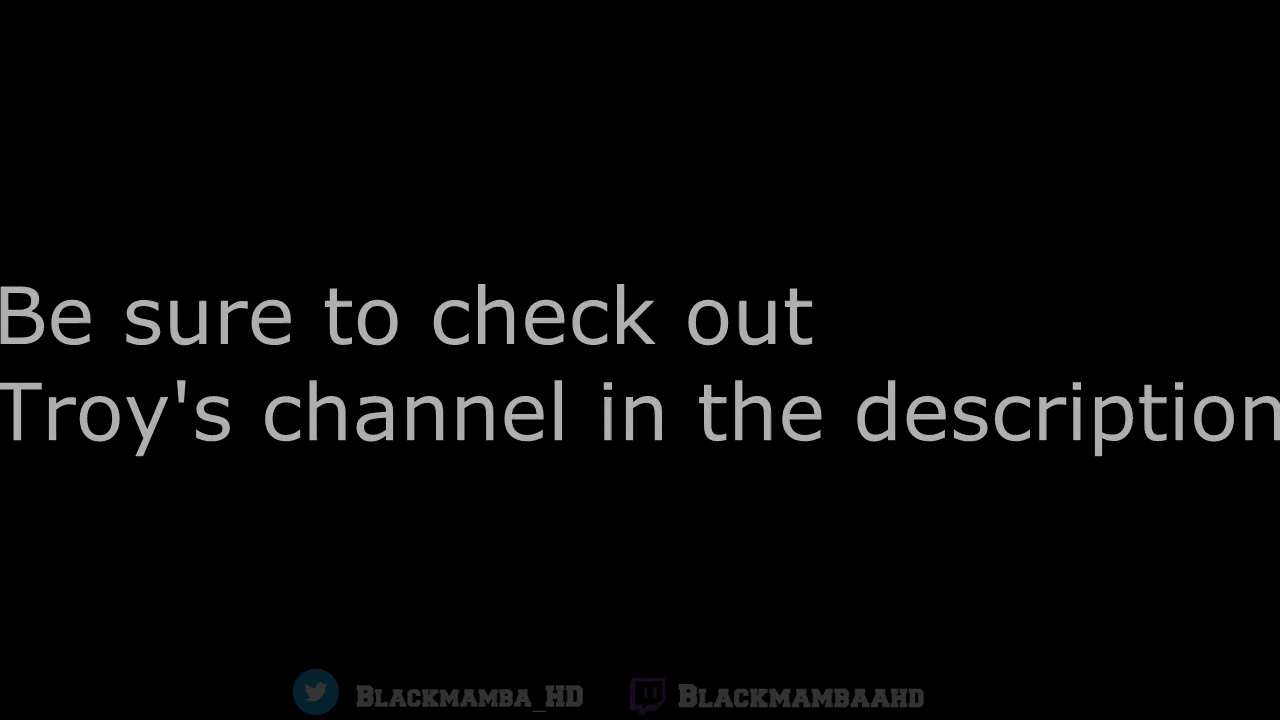 Be sure to check out
Troy's channel in the description
Blackmamba_HD Blackmambaahd